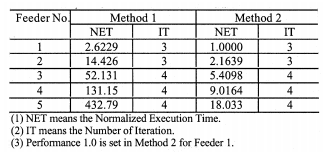 Feeder No. Method 1 Method 2
NET IT NET IT
1 2.6229 3 1.0000 3
2 14.426 3 2.1639 3
3 52.131 4 5.4098 4
4 131.15 4 9.0164 4
5 432.79 4 18.033 4
(1) NET means the Normalized Execution Time.
(2) IT means the Number of Iteration.
(3) Performance 1.0 is set in Method 2 for Feeder 1.